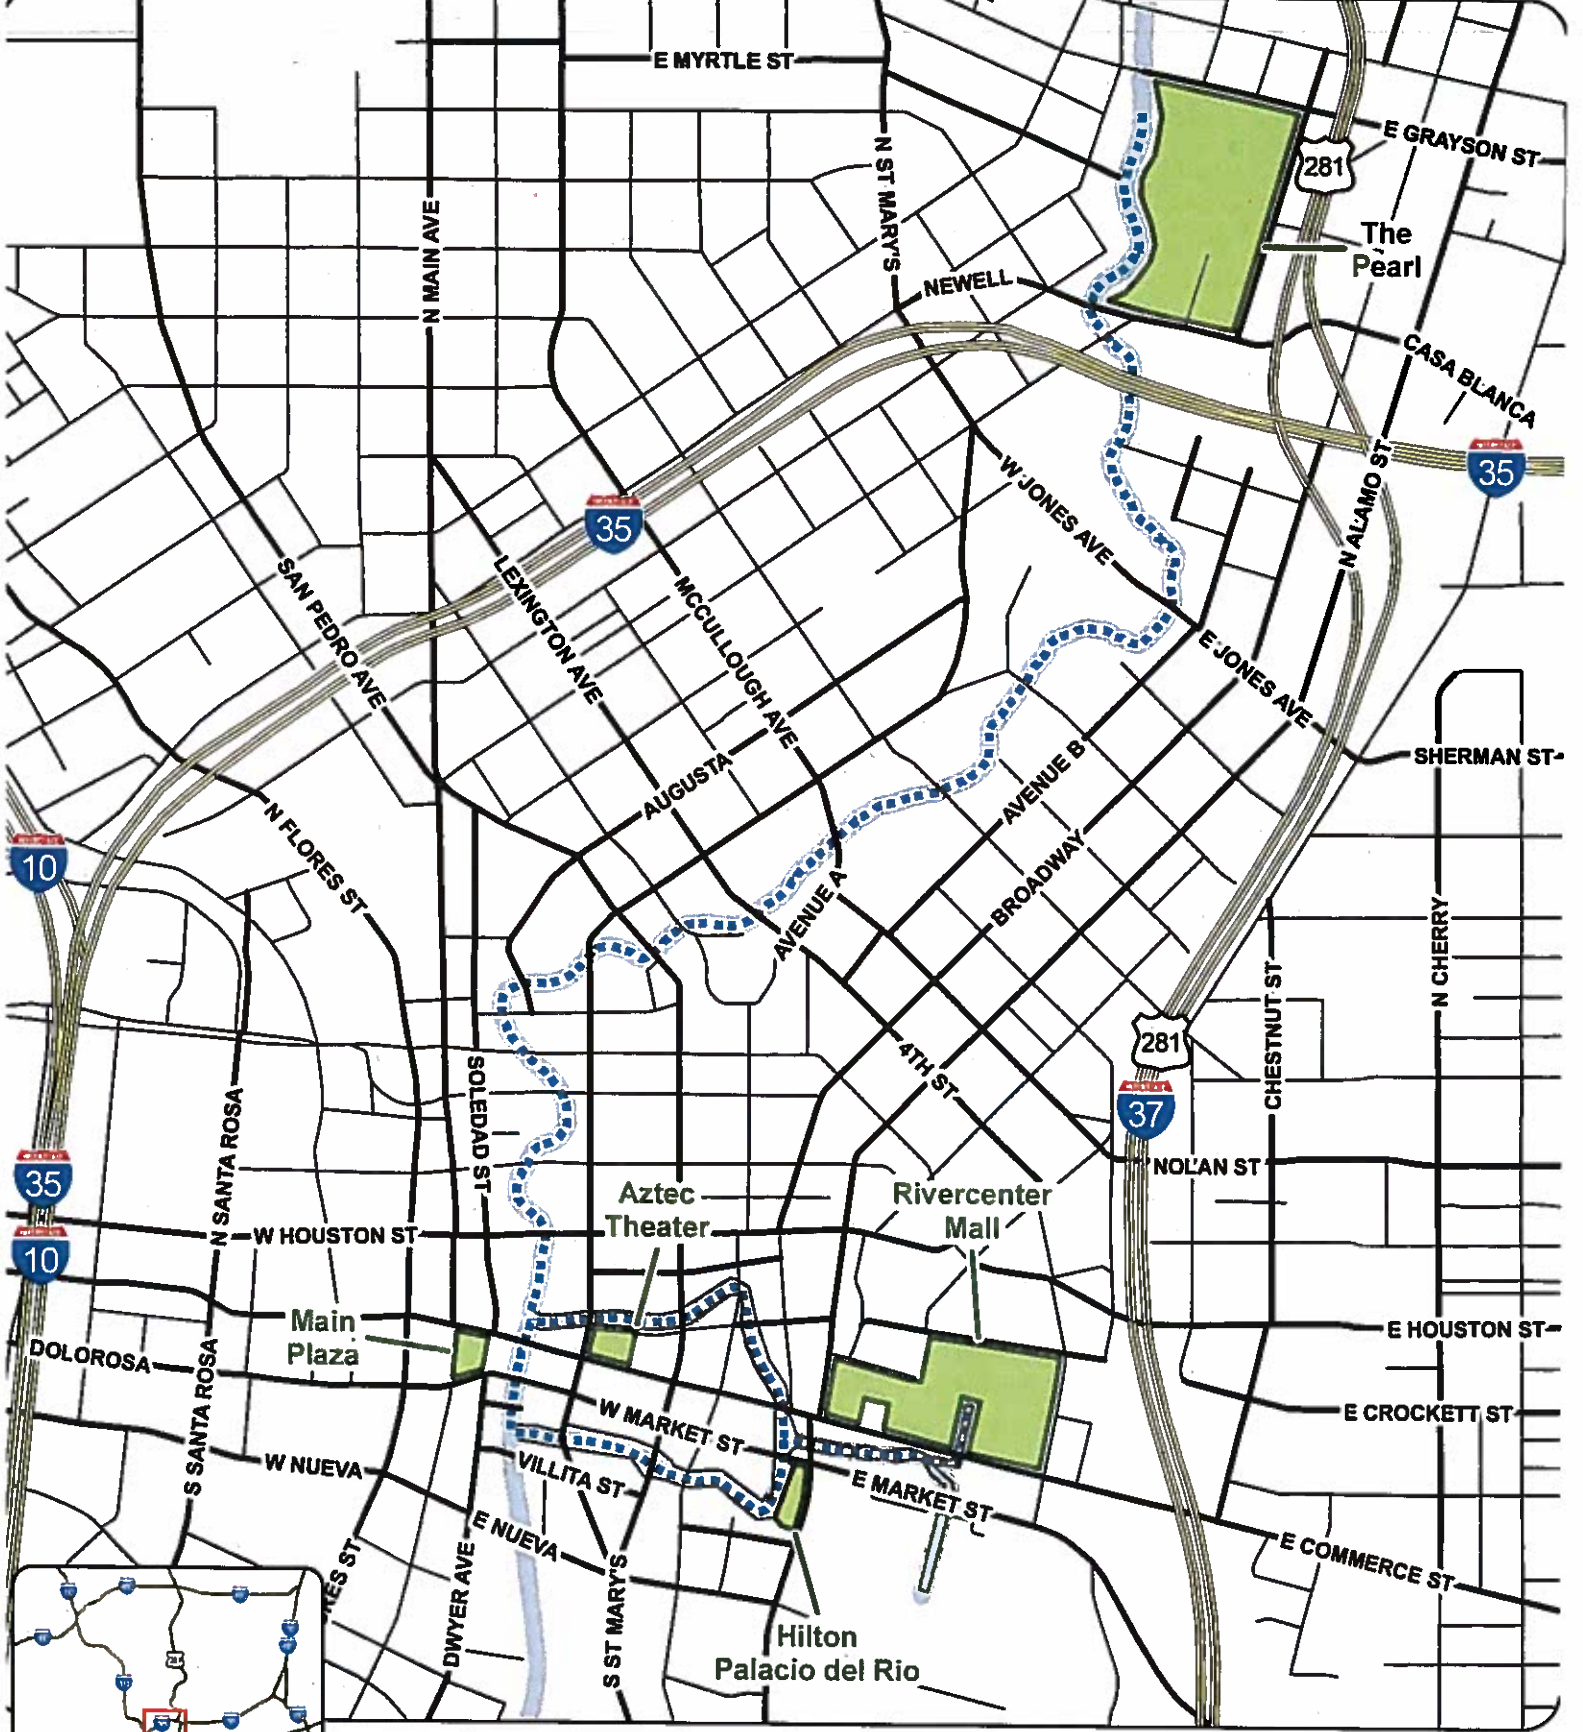 E MYRTLE ST
E GRAYSON ST
281
N ST MARY'S
N MAIN AVE
The
Pearl
NEWELL
CASA BLANCA
35
35
W JONES AVE
N ALAMO ST
SAN PEDRO AVE
LEXINGTON AVE
MCCULLOUGH AVE
E JONES AVE
SHERMAN ST
AUGUSTA
AVENUE B
N FLORES ST
10
BROADWAY
AVENUE A
N CHERRY
CHESTNUT ST
281
4TH ST
37
SOLEDAD ST
N SANTA ROSA
NOLAN ST
35
Aztec
Theater
Rivercenter
Mall
W HOUSTON ST
10
Main
Plaza
E HOUSTON ST
DOLOROSA
S SANTA ROSA
W MARKET ST
E CROCKETT ST
W NUEVA
VILLITA ST
E MARKET ST
E NUEVA
E COMMERCE ST
RES ST
DWYER AVE
S ST MARY'S
Hilton
Palacio del Rio